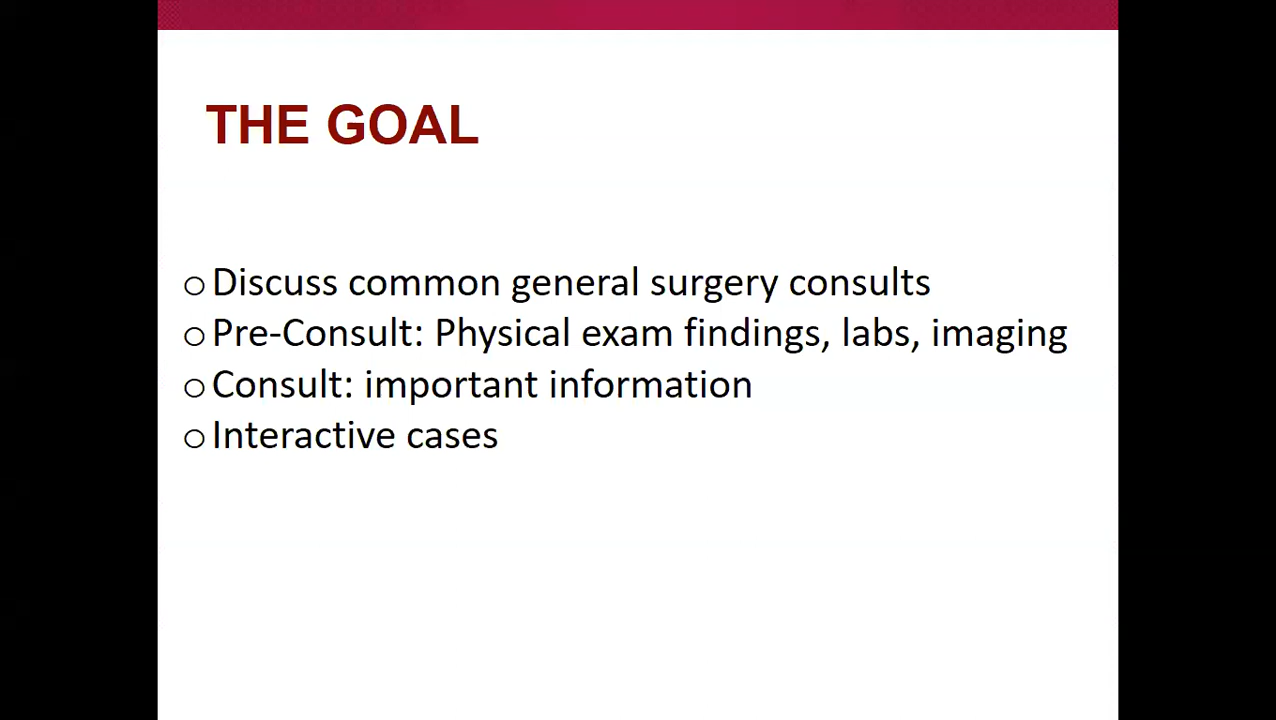 THE GOAL
o Discuss common general surgery consults
o Pre-Consult: Physical exam findings, labs, imaging
o Consult: important information
o Interactive cases